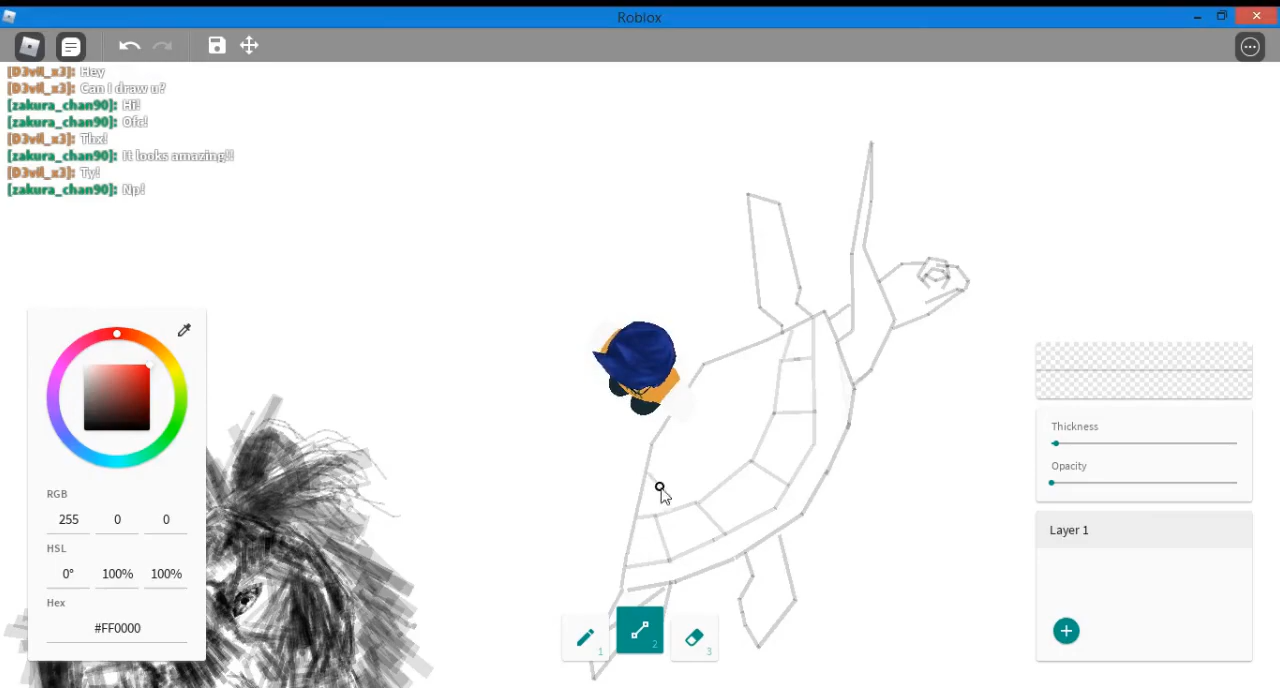 Roblox
[D3vil_x3]: Hey
[D3vil_x3]: Can I draw u?
[zakura_chan90]: Hi!
[zakura_chan90]: Ofc!
[D3vil_x3]: Thx!
[zakura_chan90]: It looks amazing!!
[D3vil_x3]: Ty!
[zakura_chan90]: Np!
RGB
255 0 0
HSL
0° 100% 100%
Hex
#FF0000
1 2 3
Thickness
Opacity
Layer 1